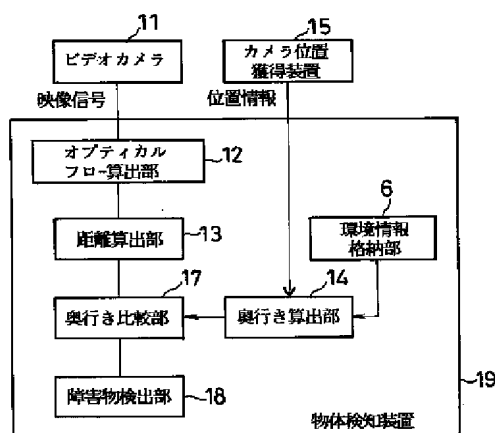 11
ビデオカメラ
15
カメラ位置
獲得装置
映像信号
位置情報
オプティカル
フロー算出部
12
距離算出部
13
6
環境情報
格納部
17
奥行き比較部
14
奥行き算出部
障害物検出部
18
19
物体検知装置